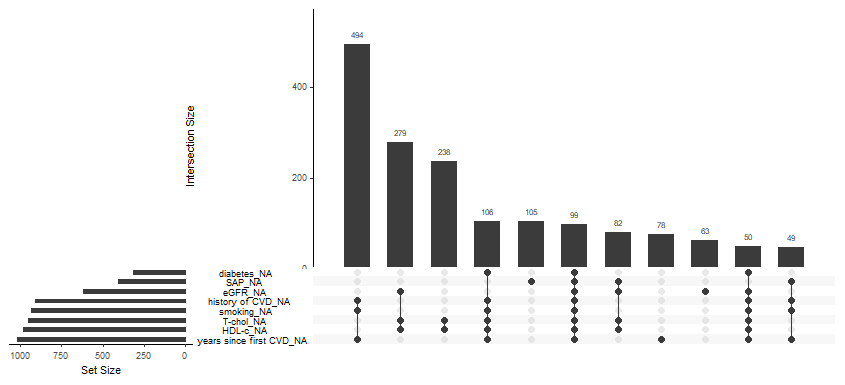 494
400
279
238
200
106
105
99
82
78
63
50
49
0
Intersection Size
diabetes_NA
SAP_NA
eGFR_NA
history of CVD_NA
smoking_NA
T-chol_NA
HDL-c_NA
years since first CVD_NA
1000 750 500 250 0
Set Size